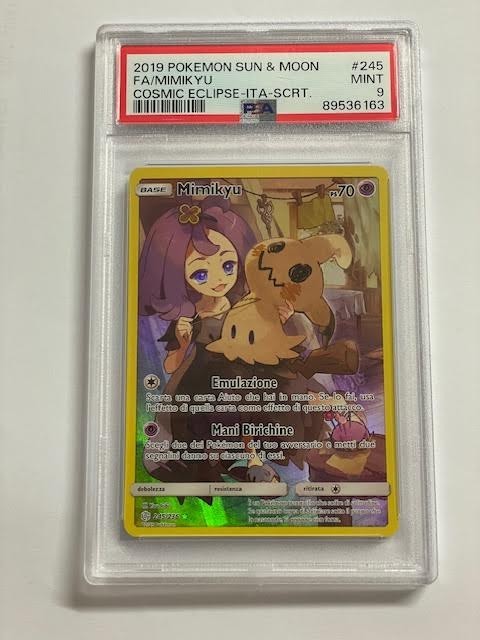 2019 POKEMON SUN & MOON #245
FA/MIMIKYU MINT
COSMIC ECLIPSE-ITA-SCRT. 9
PSA 89536163
BASE Mimikyu PS70
Emulazione
Scarta una carta Aiuto che hai in mano. Se lo fai, usa
l'effetto di quella carta come effetto di questo attacco.
Mani Birichine
Scegli due dei Pokémon del tuo avversario e metti due
segnalini danno su ciascuno di essi.
debolezza resistenza ritirata
245/236